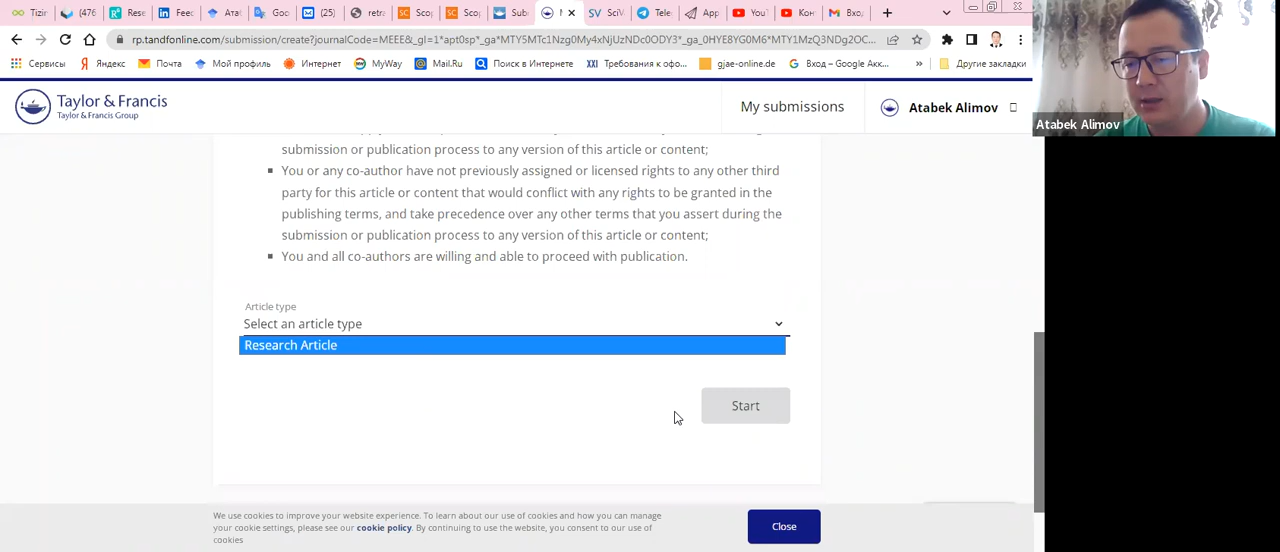 Tizir
(476
Rese
Feec
Атаб
Goc
(25)
retra
Scop
Scop
Subr
SciV
Tele
App
YouT
Кон
Вход
rp.tandfonline.com/submission/create?journalCode=MEEE&_gl=1*apt0sp*_ga*MTY5MTc1Nzg0My4xNjUzNDc0ODY3*_ga_0HYE8YG0M6*MTY1MzQ3NDg2OC...
Сервисы Яндекс Почта Мой профиль Интернет MyWay Mail.Ru Поиск в Интернете XXI Требования к офо... gjae-online.de Вход – Google Акк... » Другие закладки
Taylor & Francis
Taylor & Francis Group
My submissions
Atabek Alimov
Atabek Alimov
submission or publication process to any version of this article or content;
You or any co-author have not previously assigned or licensed rights to any other third
party for this article or content that would conflict with any rights to be granted in the
publishing terms, and take precedence over any other terms that you assert during the
submission or publication process to any version of this article or content;
You and all co-authors are willing and able to proceed with publication.
Article type
Select an article type
Research Article
Start
We use cookies to improve your website experience. To learn about our use of cookies and how you can manage
your cookie settings, please see our cookie policy. By continuing to use the website, you consent to our use of
cookies
Close